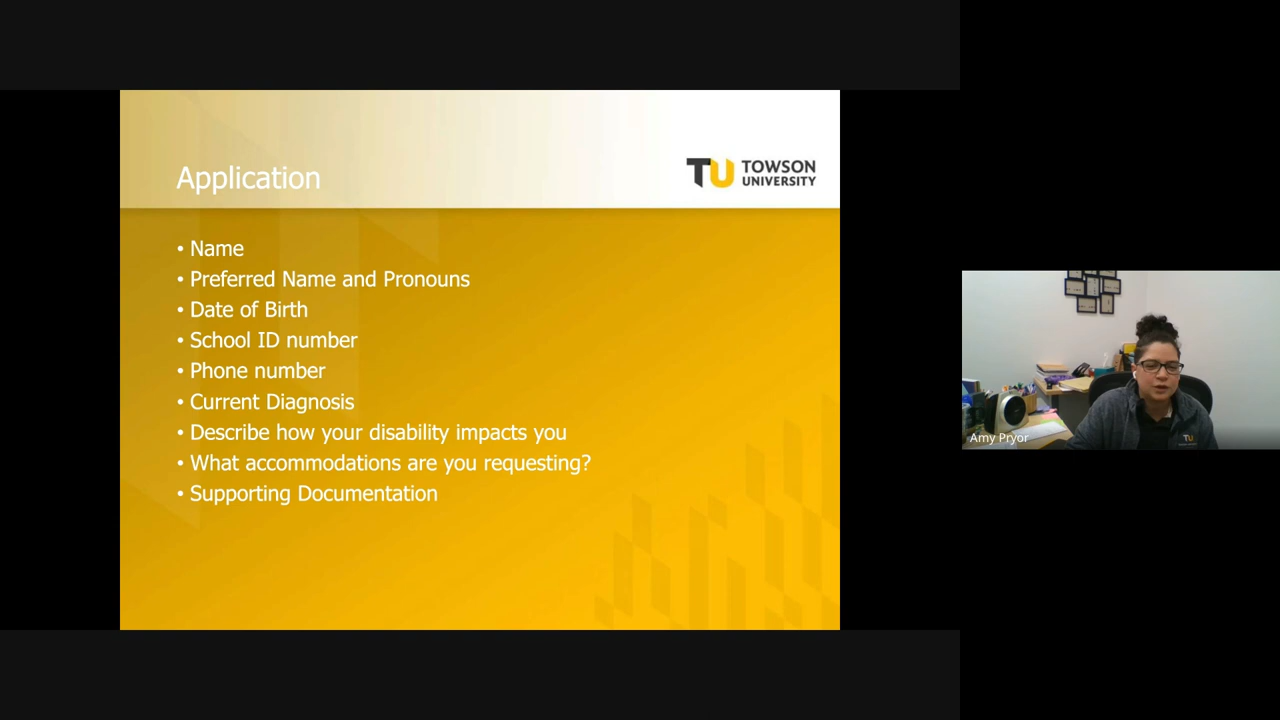 Application
TU TOWSON
UNIVERSITY
• Name
• Preferred Name and Pronouns
• Date of Birth
• School ID number
• Phone number
• Current Diagnosis
• Describe how your disability impacts you
• What accommodations are you requesting?
• Supporting Documentation
Amy Pryor
TU